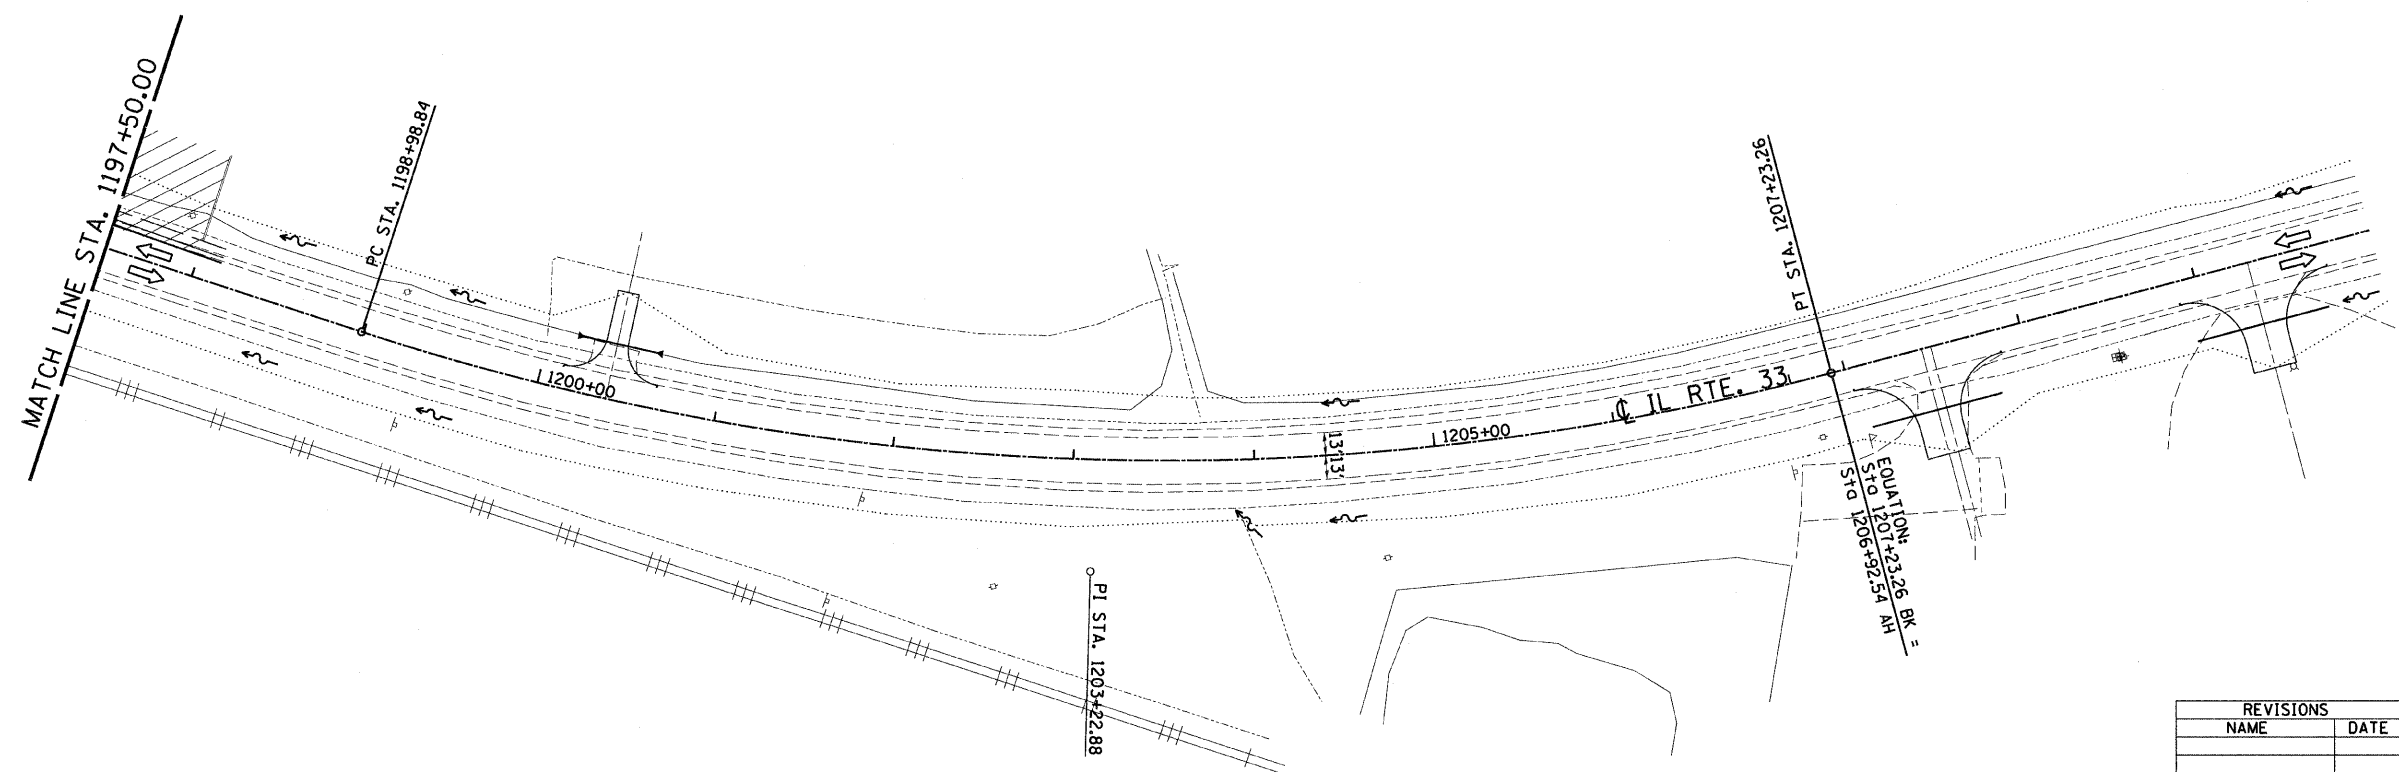 MATCH LINE STA. 1197+50.00
PC STA. 1198+98.84
1200+00
13' 13'
1205+00
℄ IL RTE. 33
PT STA. 1207+23.26
EQUATION:
Sta 1207+23.26 BK =
Sta 1206+92.54 AH
PI STA. 1203+22.88
REVISIONS
NAME DATE